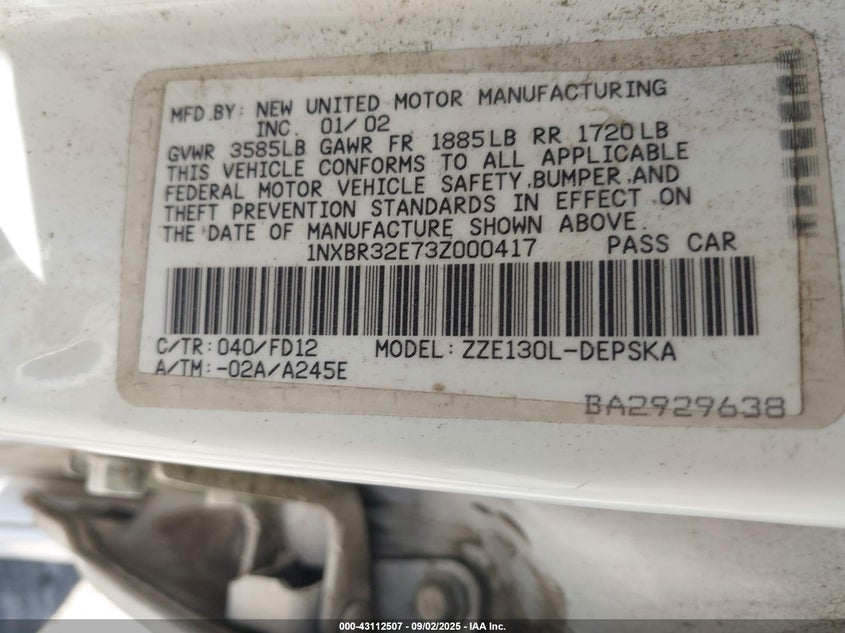 MFD.BY: NEW UNITED MOTOR MANUFACTURING
INC. 01/02
GVWR 3585LB GAWR FR 1885LB RR 1720LB
THIS VEHICLE CONFORMS TO ALL APPLICABLE
FEDERAL MOTOR VEHICLE SAFETY,BUMPER,AND
THEFT PREVENTION STANDARDS IN EFFECT ON
THE DATE OF MANUFACTURE SHOWN ABOVE.
1NXBR32E73Z000417 PASS CAR
C/TR: 040/FD12 MODEL: ZZE130L-DEPSKA
A/TM: -02A/A245E
BA2929638
000-43112507 - 09/02/2025 - IAA Inc.